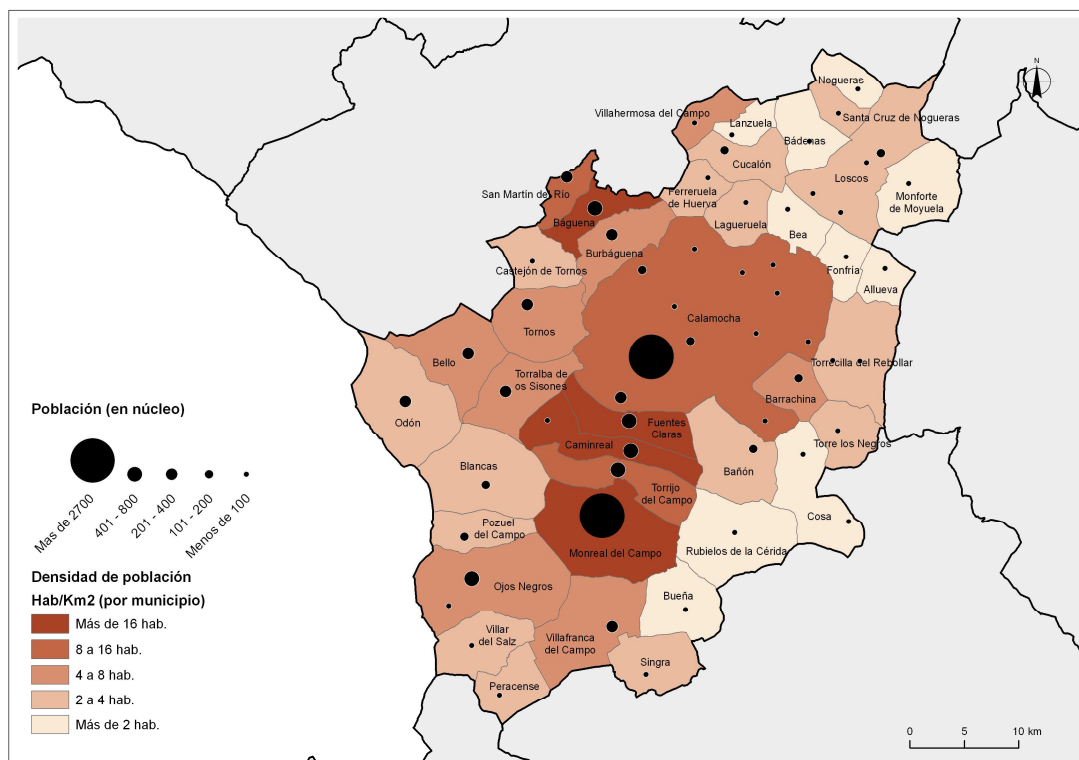 N
Nogueras
Villahermosa del Campo
Lanzuela
Santa Cruz de Nogueras
Bádenas
Cucalón
Loscos
San Martín del Río
Ferreruela
de Huerva
Monforte
de Moyuela
Báguena
Lagueruela
Bea
Burbáguena
Castejón de Tornos
Fonfría
Allueva
Calamocha
Tornos
Bello
Torrecilla del Rebollar
Torralba de
os Sisones
Barrachina
Odón
Fuentes
Claras
Caminreal
Torre los Negros
Blancas
Bañón
Torrijo
del Campo
Cosa
Pozuel
del Campo
Monreal del Campo
Rubielos de la Cérida
Ojos Negros
Bueña
Villar
del Salz
Villafranca
del Campo
Singra
Peracense
Población (en núcleo)
Mas de 2700
401 - 800
201 - 400
101 - 200
Menos de 100
Densidad de población
Hab/Km2 (por municipio)
Más de 16 hab.
8 a 16 hab.
4 a 8 hab.
2 a 4 hab.
Más de 2 hab.
0 5 10 km